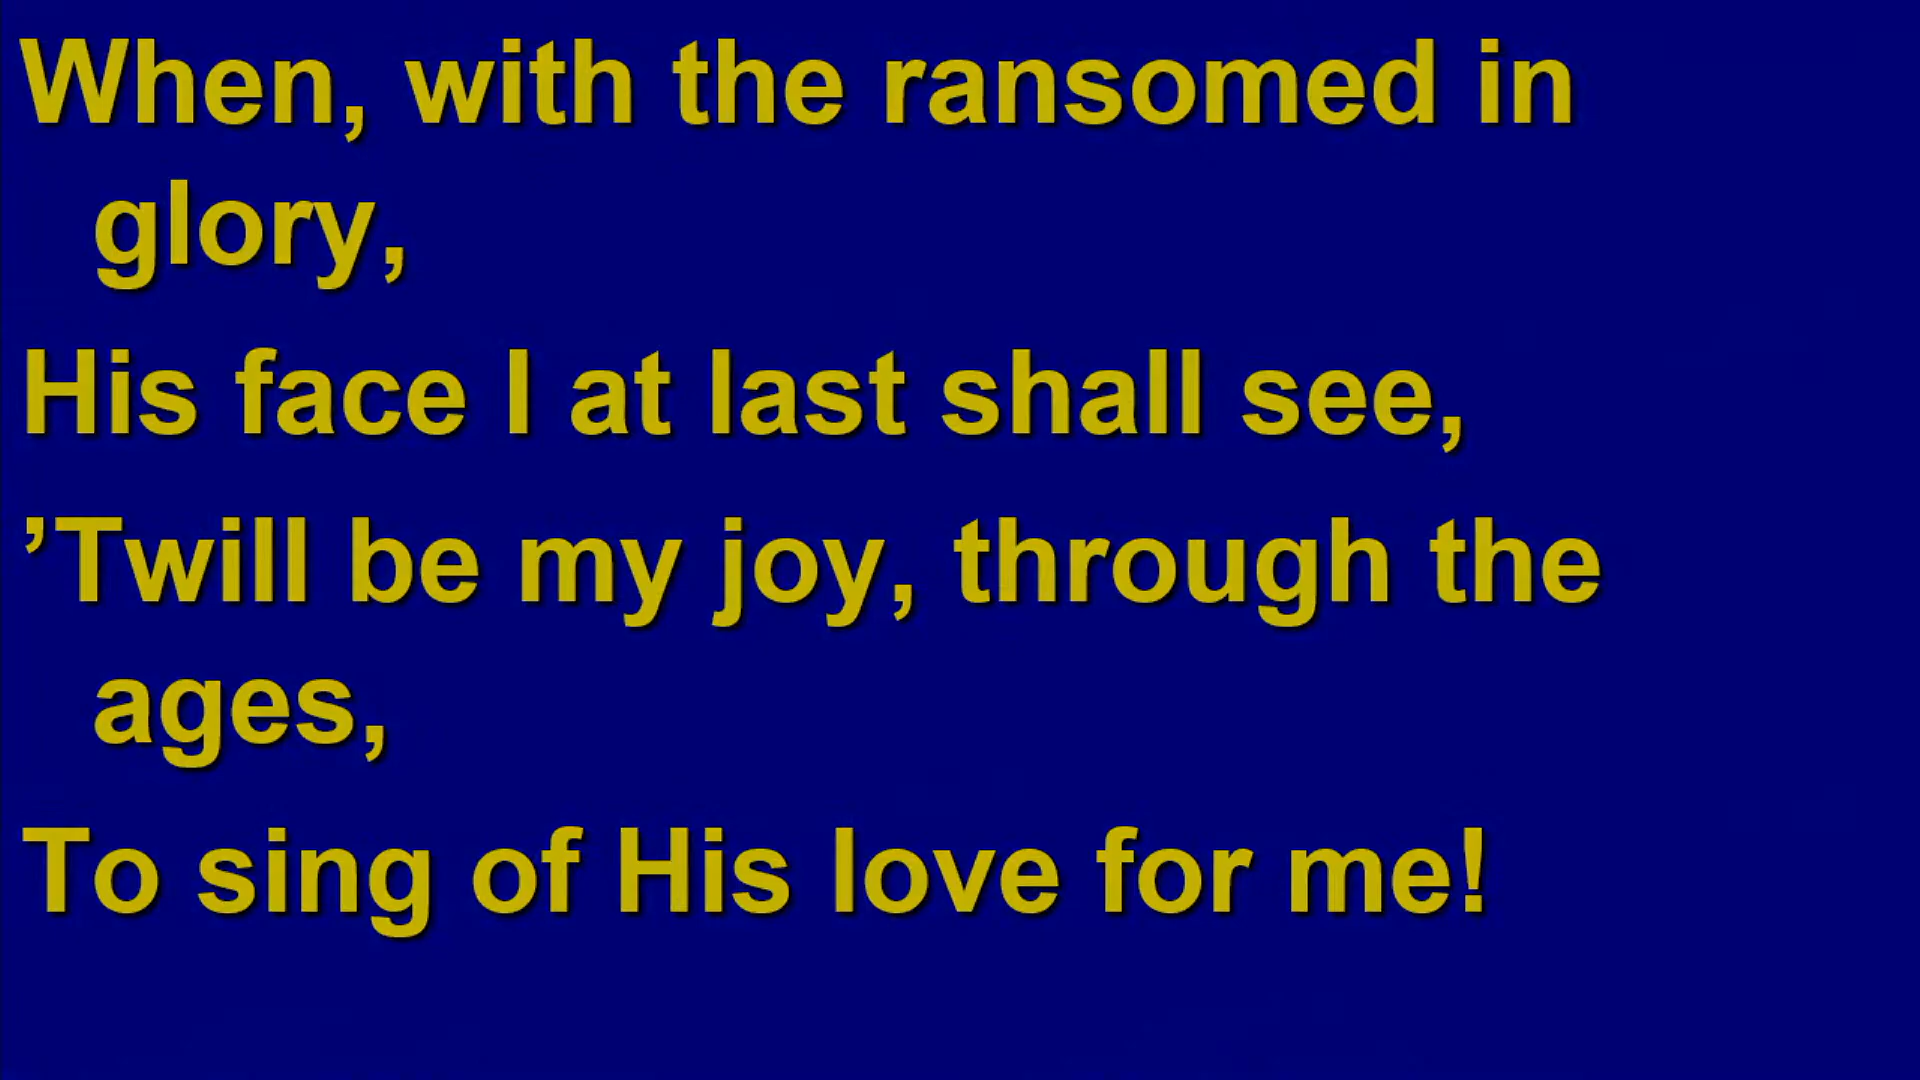 When, with the ransomed in
glory,
His face I at last shall see,
’Twill be my joy, through the
ages,
To sing of His love for me!